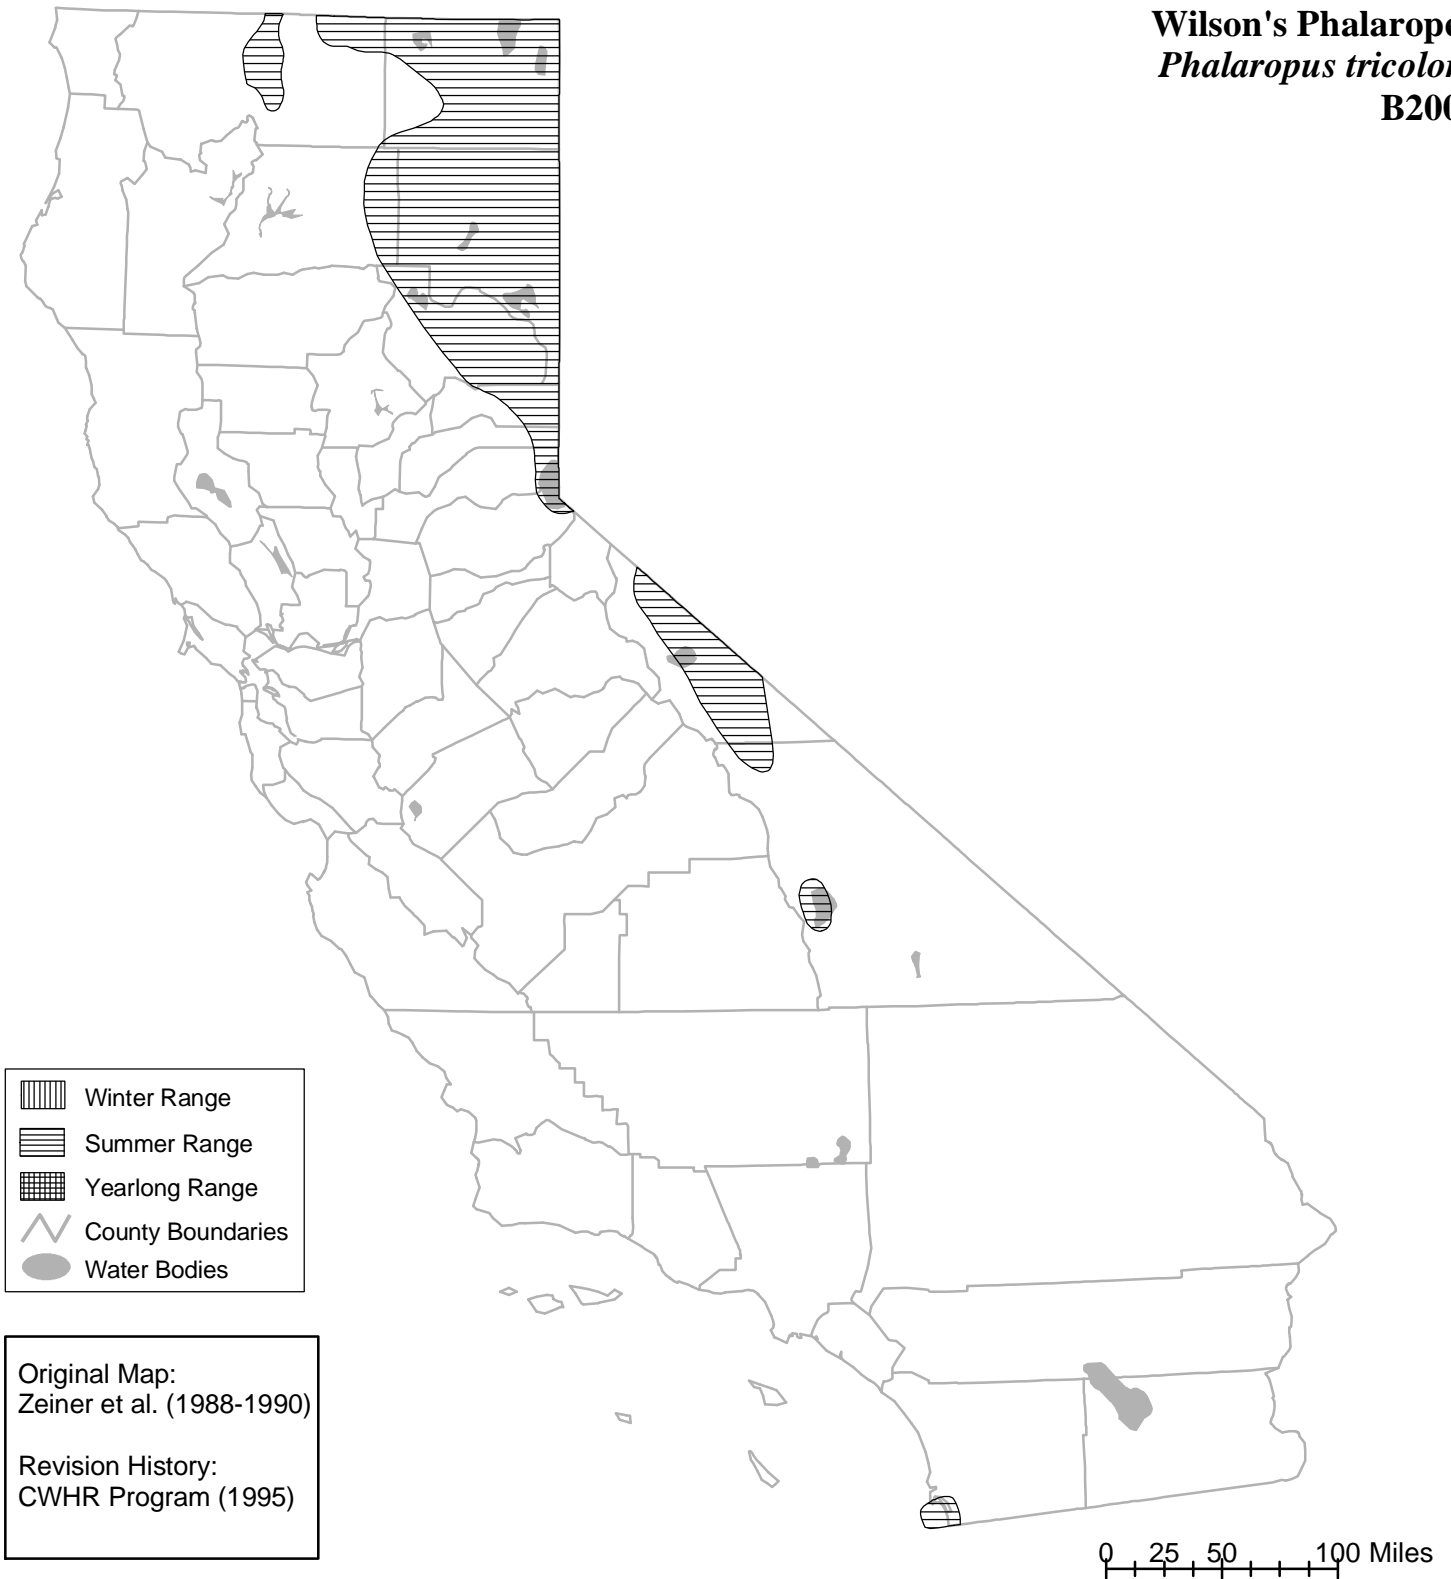 Wilson's Phalarope
Phalaropus tricolor
B200
Winter Range
Summer Range
Yearlong Range
County Boundaries
Water Bodies
Original Map:
Zeiner et al. (1988-1990)
Revision History:
CWHR Program (1995)
0 25 50 100 Miles